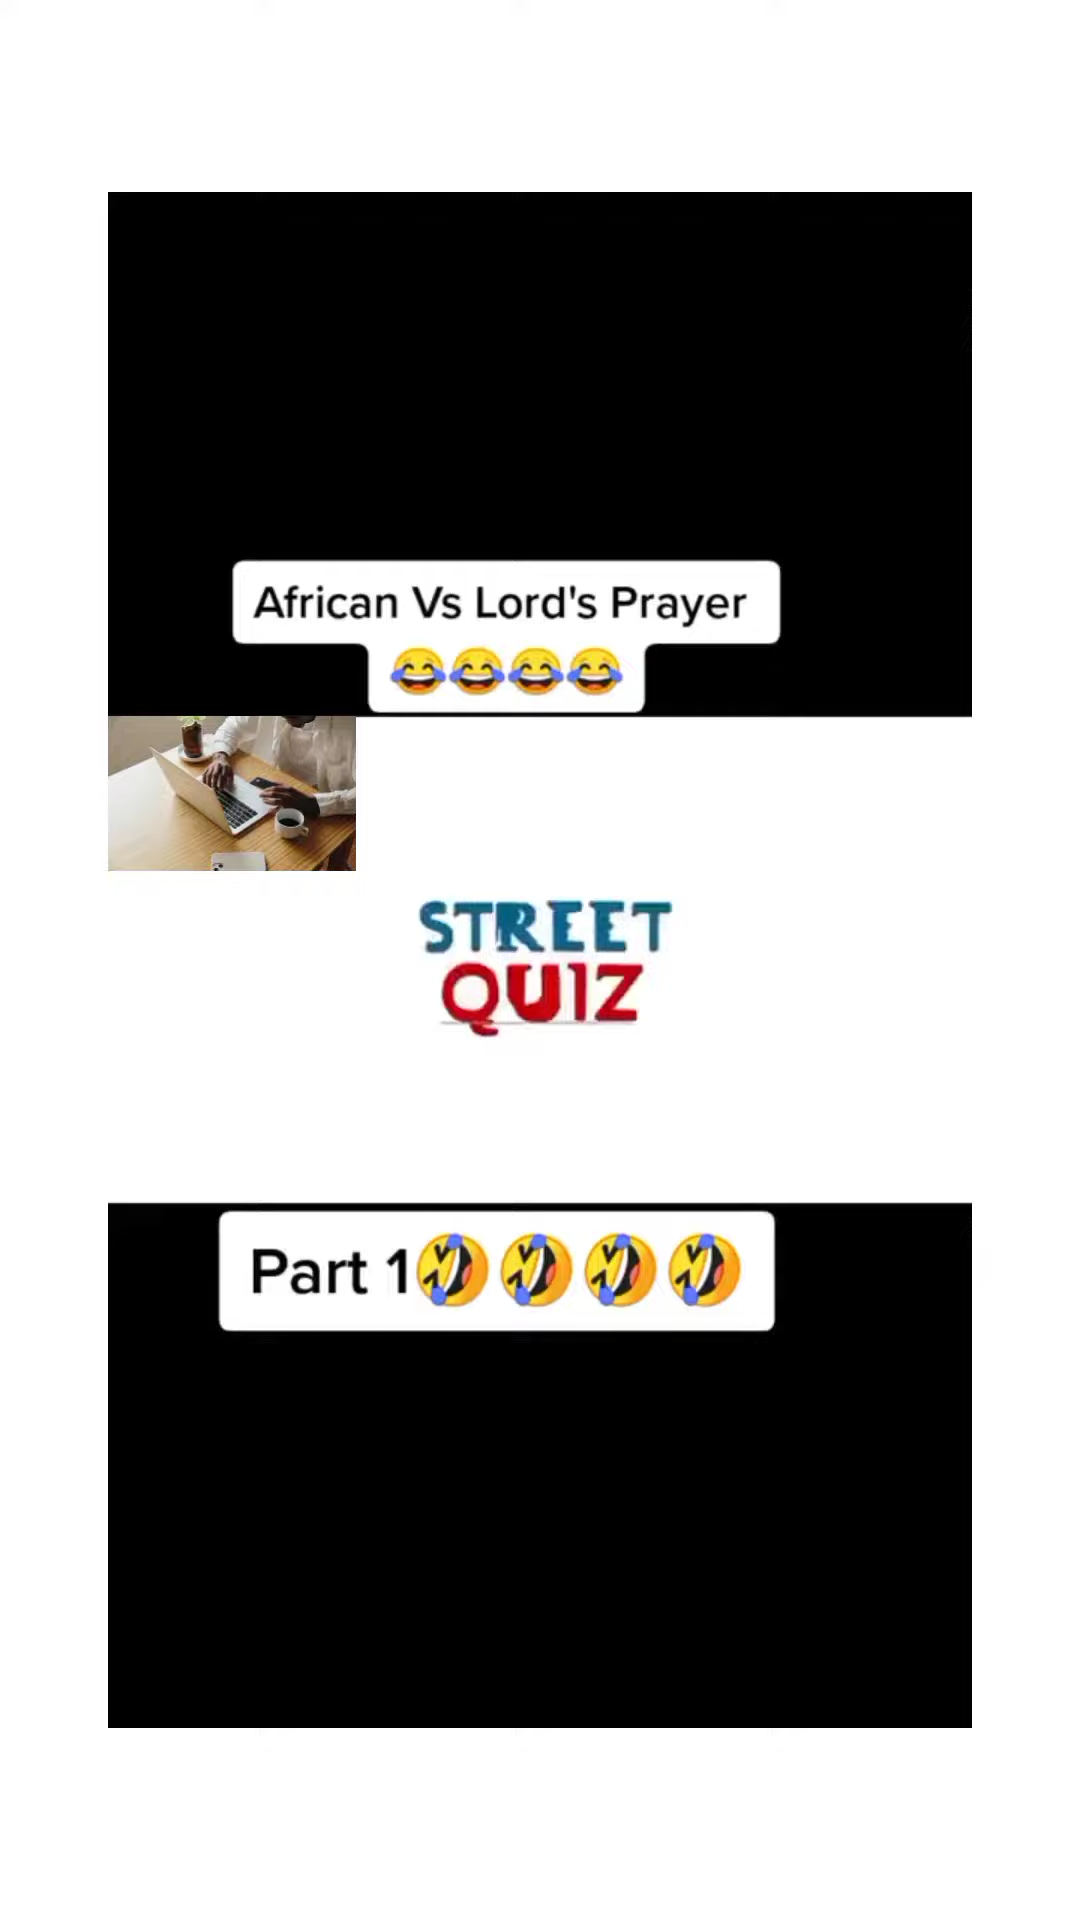 African Vs Lord's Prayer
😂😂😂😂
STREET
QUIZ
Part 1🤣🤣🤣🤣